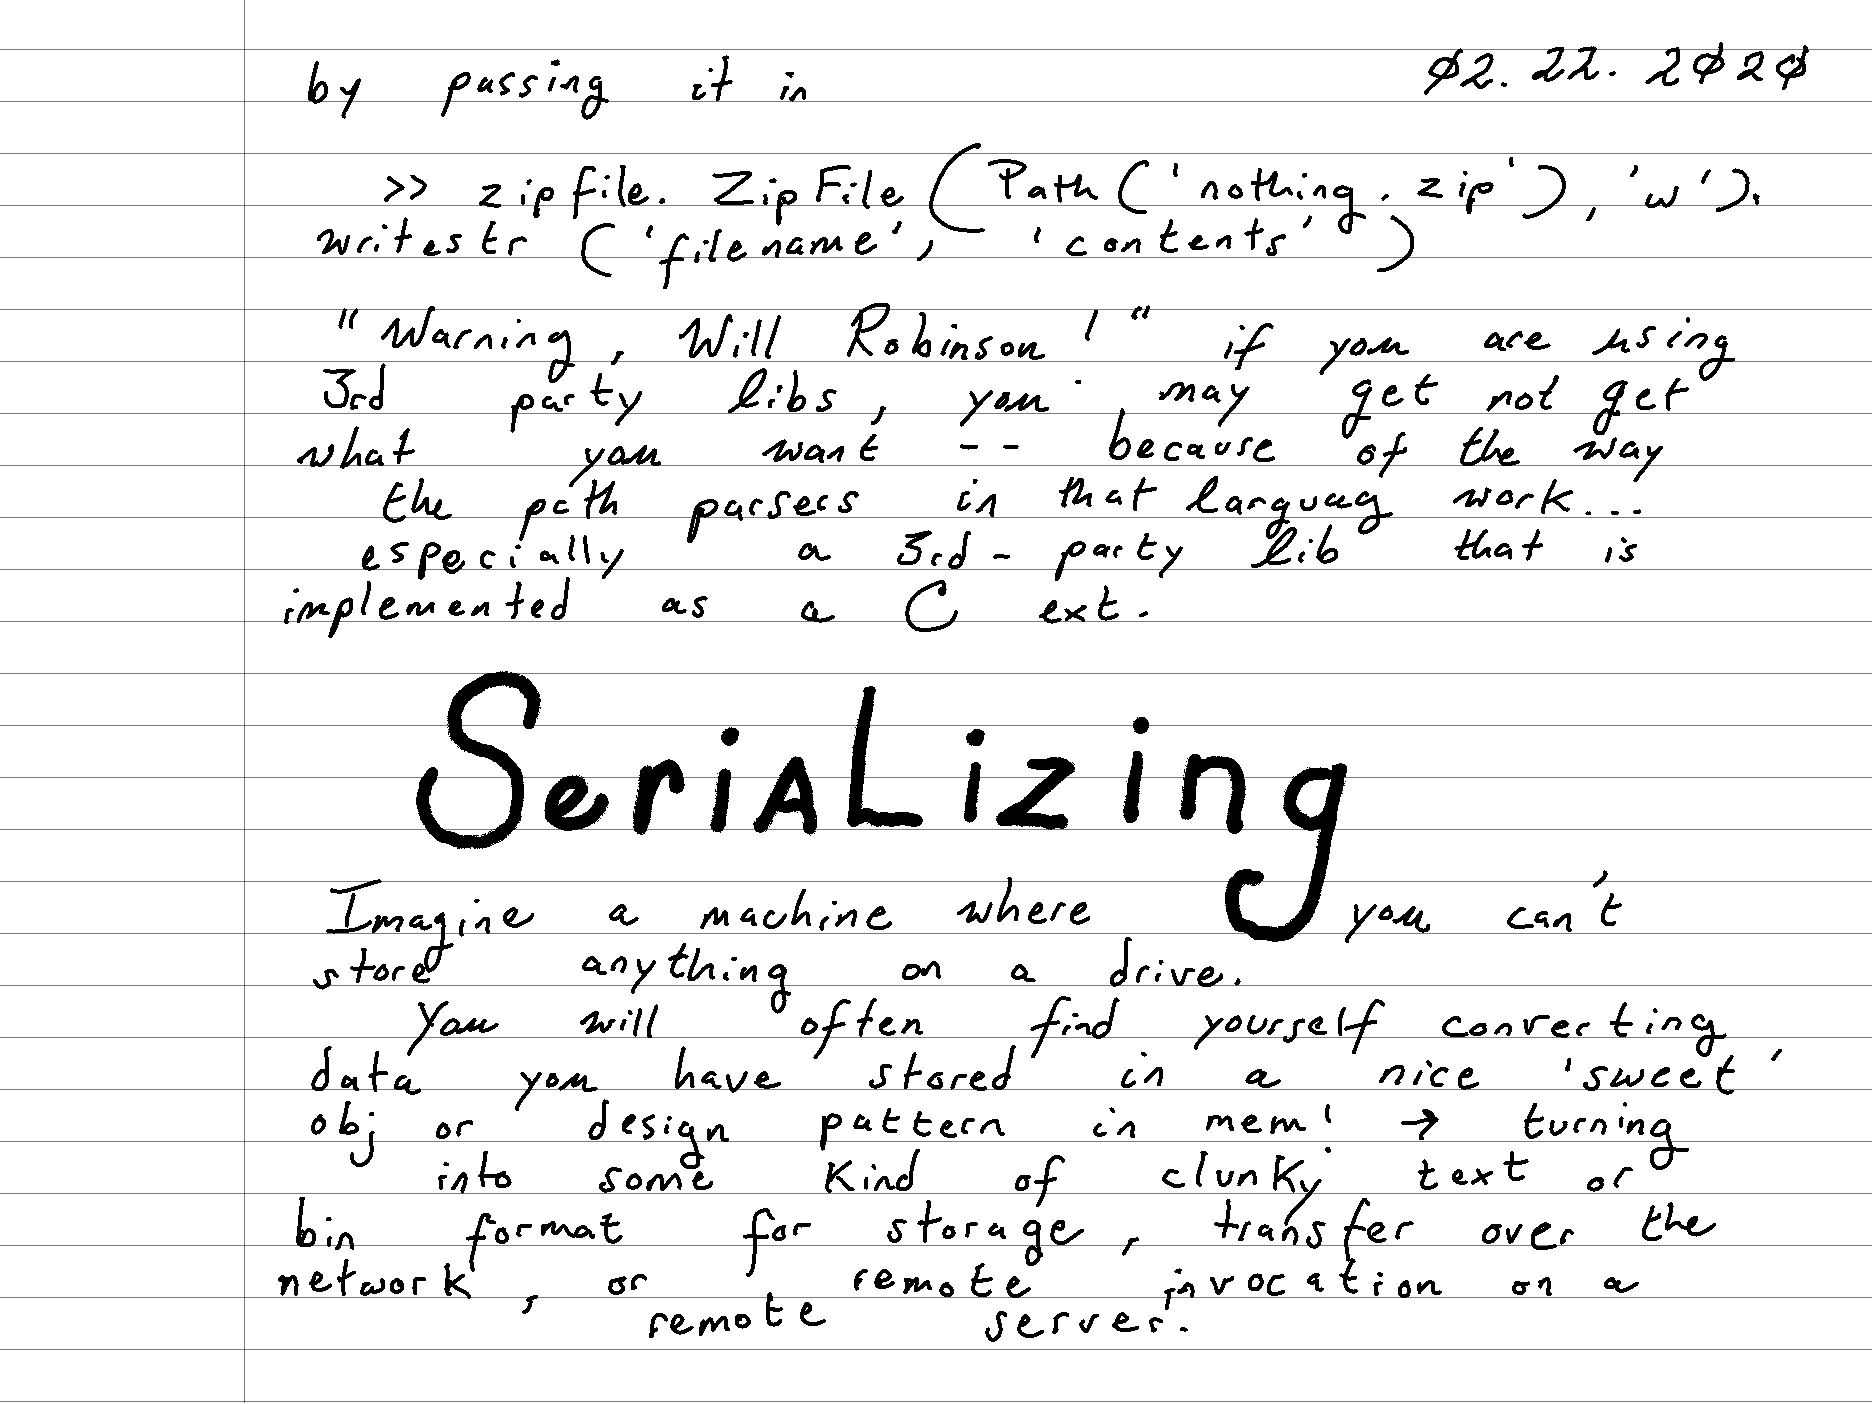 by passing it in
02.22.2020
>> zipfile.ZipFile(Path('nothing.zip'), 'w').
writestr('filename', 'contents')
"Warning, Will Robinson!" if you are using
3rd party libs, you may get not get
what you want -- because of the way
the path parsers in that languag work...
especially a 3rd-party lib that is
implemented as a C ext.
SeriaLizing
Imagine a machine where you can't
store anything on a drive.
You will often find yourself converting
data you have stored in a nice 'sweet'
obj or design pattern in mem! → turning
into some kind of clunky text or
bin format for storage, transfer over the
network, or remote invocation on a
remote server.